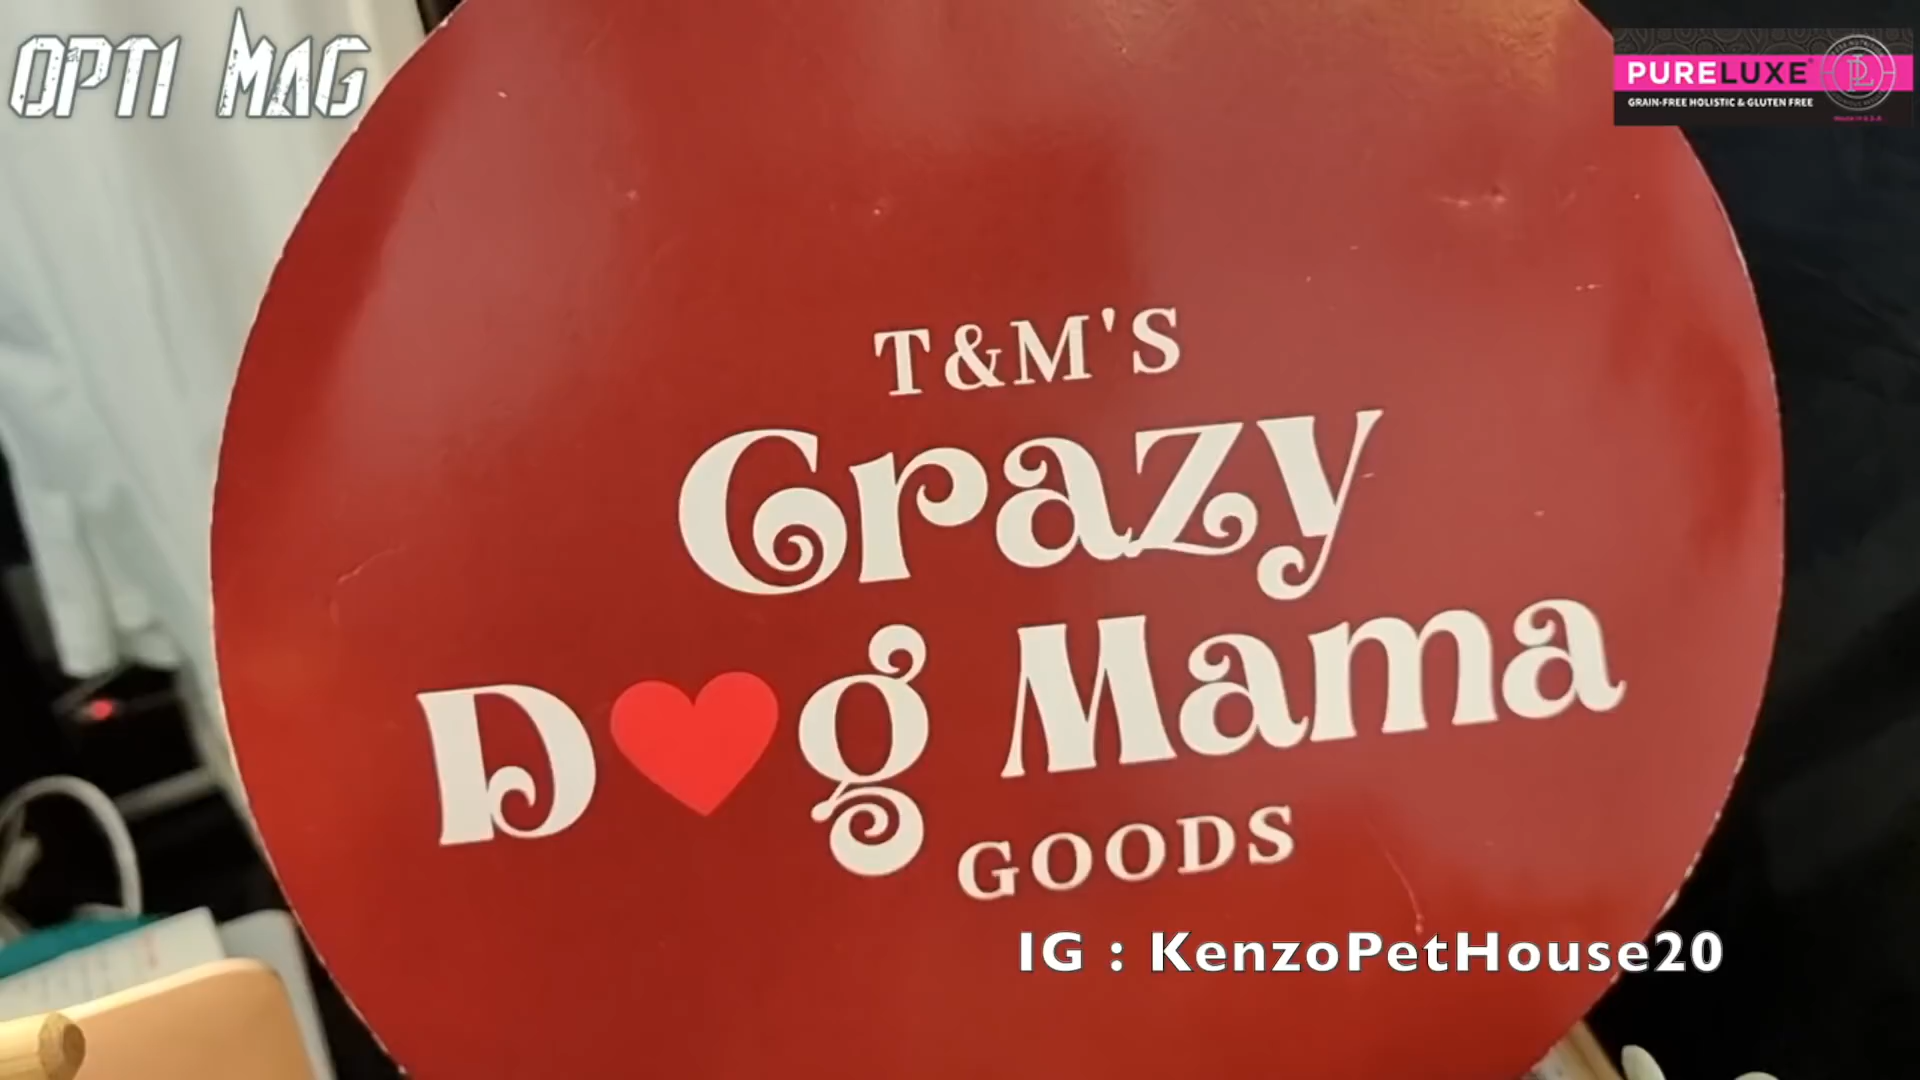 OPTI MAG
PURELUXE
GRAIN-FREE HOLISTIC & GLUTEN FREE
T&M'S
Crazy
D❤g Mama
GOODS
IG : KenzoPetHouse20